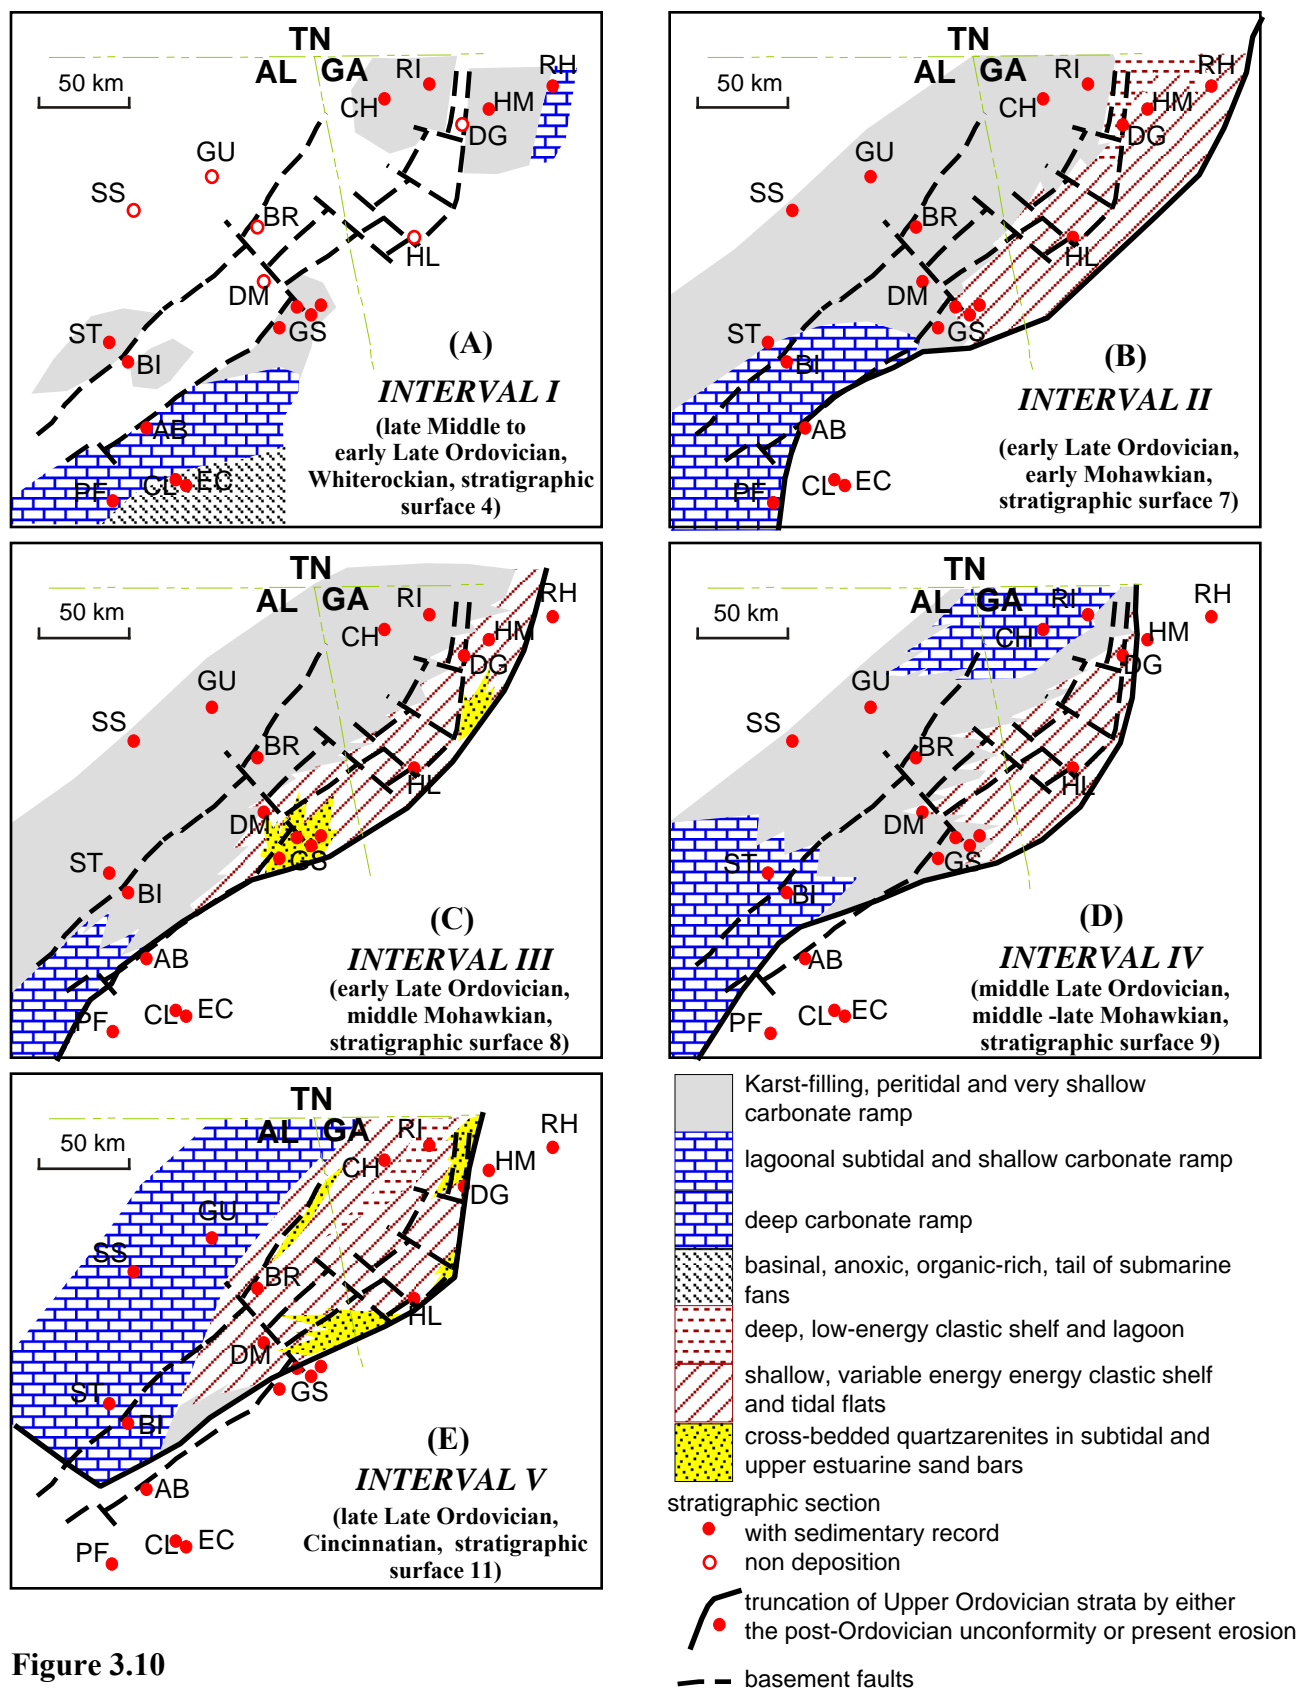 TN
AL GA
50 km
RI
RH
CH
HM
DG
GU
SS
BR
HL
DM
GS
ST
BI
(A)
INTERVAL I
(late Middle to
early Late Ordovician,
Whiterockian, stratigraphic
surface 4)
AB
CL EC
PF
TN
AL GA
50 km
RI
RH
CH
HM
DG
GU
SS
BR
HL
DM
GS
ST
BI
(B)
INTERVAL II
(early Late Ordovician,
early Mohawkian,
stratigraphic surface 7)
AB
CL EC
PF
TN
AL GA
50 km
RI
RH
CH
HM
DG
GU
SS
BR
HL
DM
GS
ST
BI
(C)
INTERVAL III
(early Late Ordovician,
middle Mohawkian,
stratigraphic surface 8)
AB
CL EC
PF
TN
AL GA
50 km
RI
RH
CH
HM
DG
GU
SS
BR
HL
DM
GS
ST
BI
(D)
INTERVAL IV
(middle Late Ordovician,
middle -late Mohawkian,
stratigraphic surface 9)
AB
CL EC
PF
TN
AL GA
50 km
RI
RH
CH
HM
DG
GU
SS
BR
HL
DM
GS
ST
BI
(E)
INTERVAL V
(late Late Ordovician,
Cincinnatian, stratigraphic
surface 11)
AB
CL EC
PF
Karst-filling, peritidal and very shallow
carbonate ramp
lagoonal subtidal and shallow carbonate ramp
deep carbonate ramp
basinal, anoxic, organic-rich, tail of submarine
fans
deep, low-energy clastic shelf and lagoon
shallow, variable energy energy clastic shelf
and tidal flats
cross-bedded quartzarenites in subtidal and
upper estuarine sand bars
stratigraphic section
with sedimentary record
non deposition
truncation of Upper Ordovician strata by either
the post-Ordovician unconformity or present erosion
basement faults
Figure 3.10